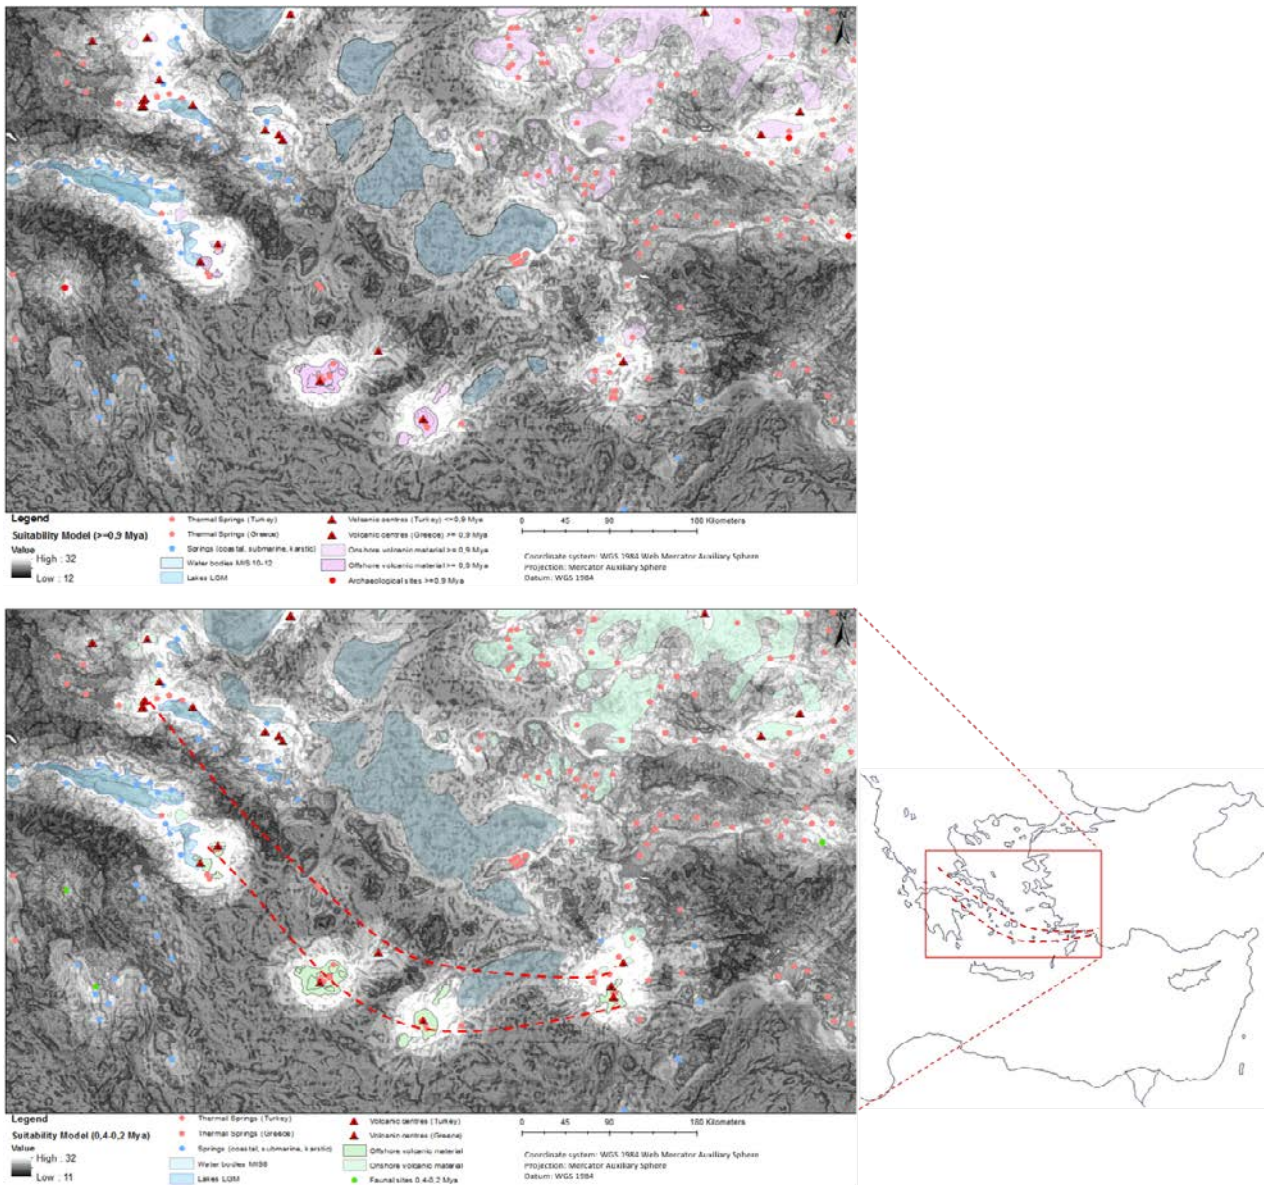 N
Legend
Suitability Model (>=0,9 Mya)
Value
High : 32
Low : 12
Thermal Springs (Turkey)
Thermal Springs (Greece)
Springs (coastal, submarine, karstic)
Water bodies MIS 10-12
Lakes LGM
Volcanic centres (Turkey) <=0,9 Mya
Volcanic centres (Greece) >= 0,9 Mya
Onshore volcanic material >= 0,9 Mya
Offshore volcanic material >= 0,9 Mya
Archaeological sites >=0,9 Mya
0 45 90 180 Kilometers
Coordinate system: WGS 1984 Web Mercator Auxiliary Sphere
Projection: Mercator Auxiliary Sphere
Datum: WGS 1984
N
Legend
Suitability Model (0,4-0,2 Mya)
Value
High : 32
Low : 11
Thermal Springs (Turkey)
Thermal Springs (Greece)
Springs (coastal, submarine, karstic)
Water bodies MIS8
Lakes LGM
Volcanic centres (Turkey)
Volcanic centres (Greece)
Offshore volcanic material
Onshore volcanic material
Faunal sites 0,4-0,2 Mya
0 45 90 180 Kilometers
Coordinate system: WGS 1984 Web Mercator Auxiliary Sphere
Projection: Mercator Auxiliary Sphere
Datum: WGS 1984